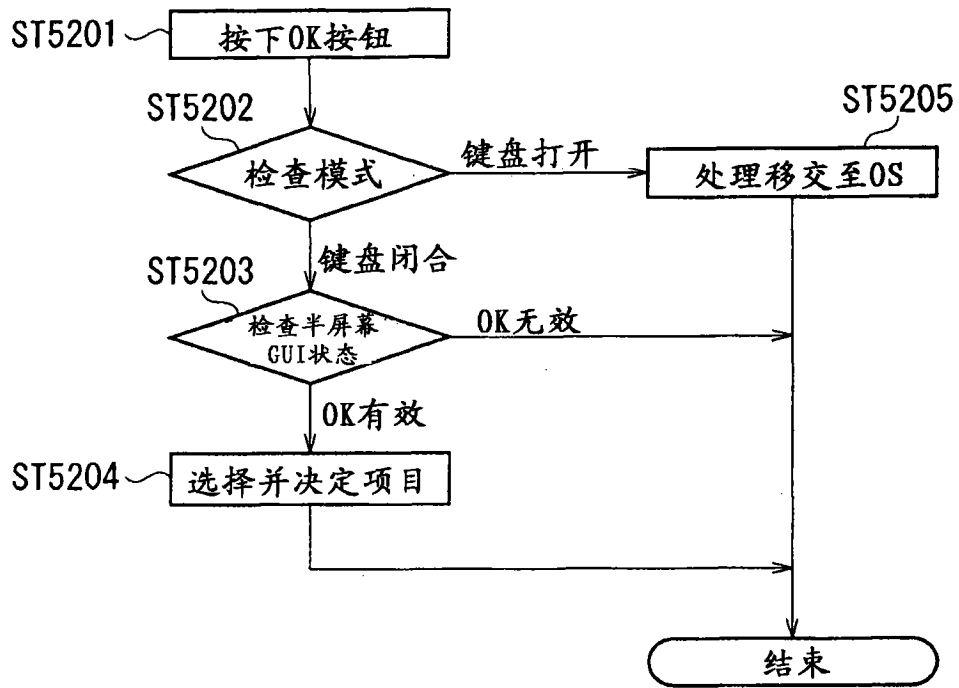 ST5201
按下OK按钮
ST5202
检查模式
键盘打开
ST5205
处理移交至OS
键盘闭合
ST5203
检查半屏幕
GUI状态
OK无效
OK有效
ST5204
选择并决定项目
结束